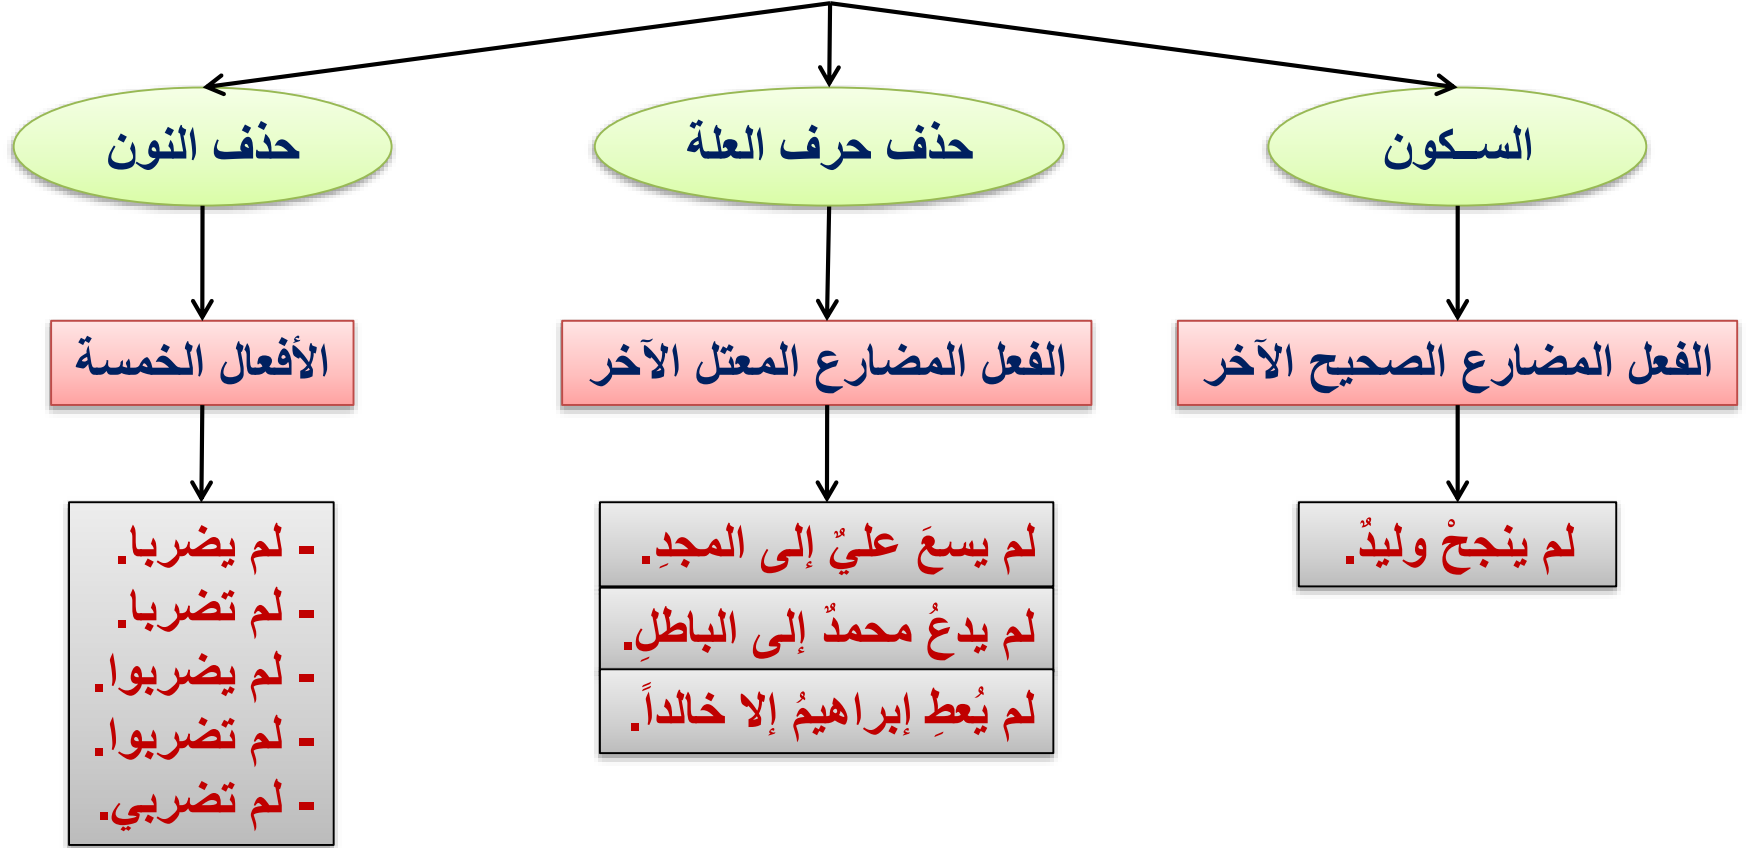 السـكون
حذف حرف العلة
حذف النون
الفعل المضارع الصحيح الآخر
الفعل المضارع المعتل الآخر
الأفعال الخمسة
لم ينجحْ وليدٌ.
لم يسعَ عليٌ إلى المجدِ.
لم يدعُ محمدٌ إلى الباطلِ.
لم يُعطِ إبراهيمُ إلا خالداً.
- لم يضربا.
- لم تضربا.
- لم يضربوا.
- لم تضربوا.
- لم تضربي.